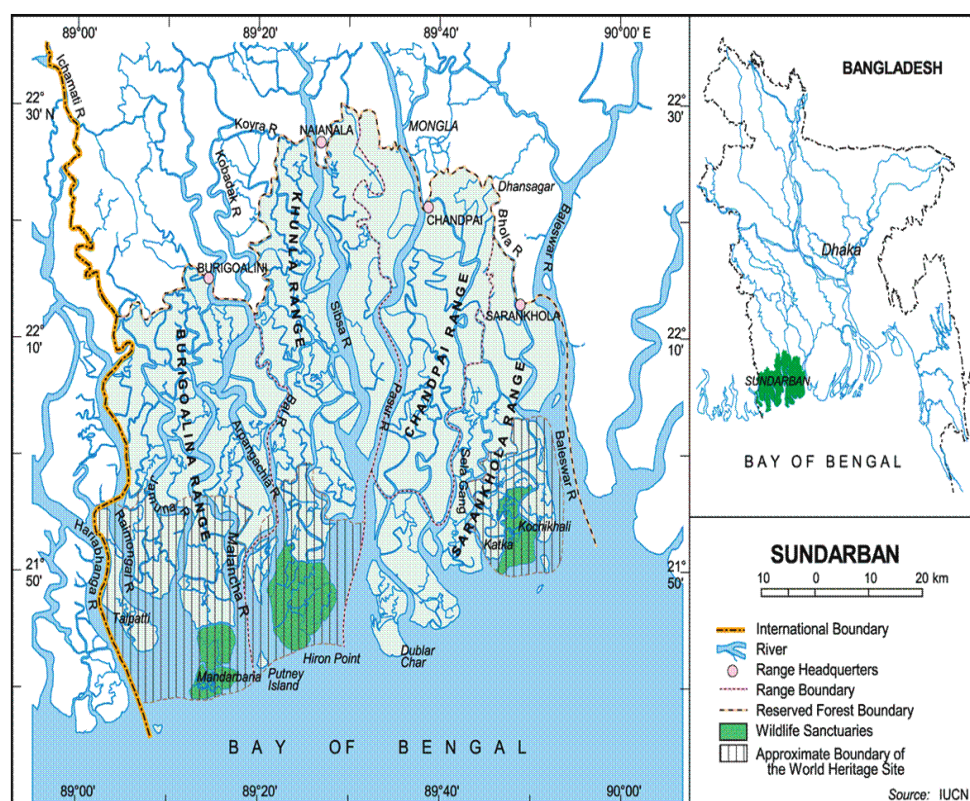 89°00'
89°20'
89°40'
90°00' E
22°
30' N
22°
10'
21°
50'
Ichamati R
Kovra R
NAIANALA
MONGLA
Kobadak R
Dhansagar
CHANDPAI
Bhola R
Baleswar R
BURIGOALINI
KHUNLA RANGE
SARANKHOLA
Sibsa R
BURIGOALINA RANGE
CHANDPAI RANGE
Bal R
Pasur R
Arpangachia R
SARANKHOLA RANGE
Sela Gang
Baleswar R
Jamuna R
Malancha R
Raimongal R
Hariabhanga R
Kochikhali
Katka
Talpatti
Mandarbaria
Putney
Island
Hiron Point
Dublar
Char
BAY OF BENGAL
89°00'
89°20'
89°40'
90°00'
22°
30'
22°
10'
21°
50'
BANGLADESH
Dhaka
SUNDARBAN
BAY OF BENGAL
SUNDARBAN
10 0 10 20 km
International Boundary
River
Range Headquerters
Range Boundary
Reserved Forest Boundary
Wildlife Sanctuaries
Approximate Boundary of
the World Heritage Site
Source: IUCN